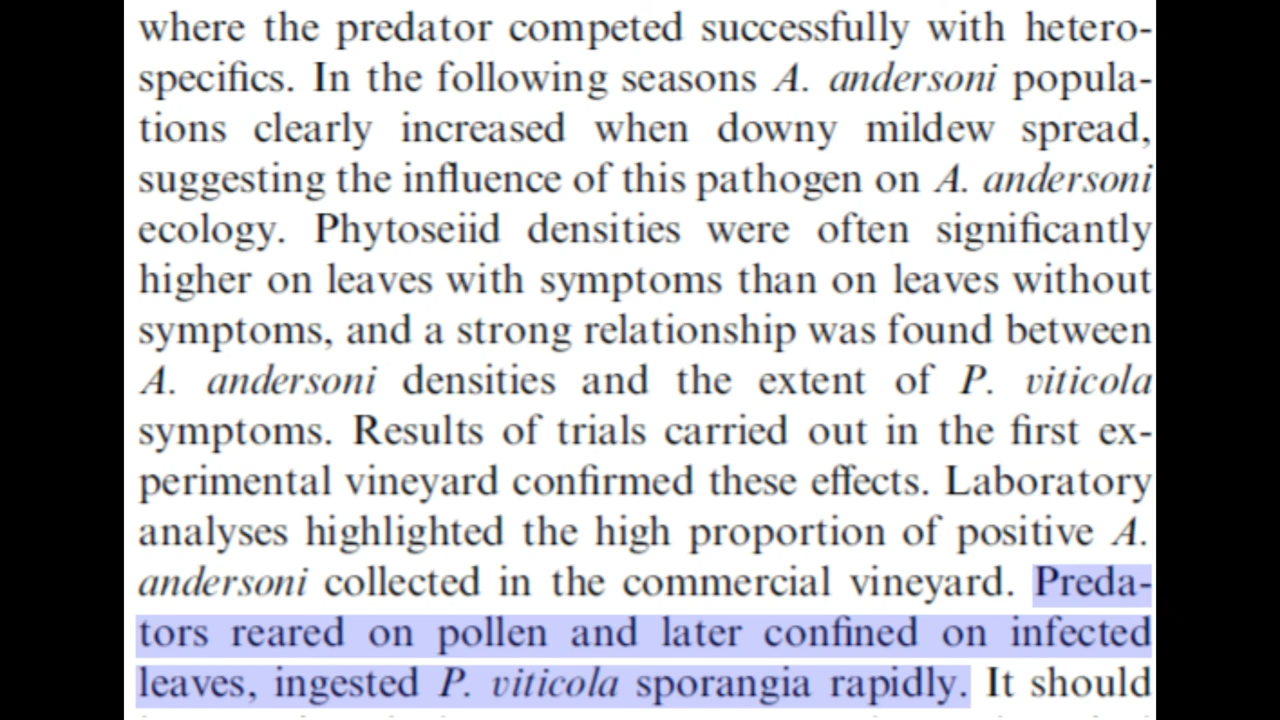 where the predator competed successfully with hetero-
specifics. In the following seasons A. andersoni popula-
tions clearly increased when downy mildew spread,
suggesting the influence of this pathogen on A. andersoni
ecology. Phytoseiid densities were often significantly
higher on leaves with symptoms than on leaves without
symptoms, and a strong relationship was found between
A. andersoni densities and the extent of P. viticola
symptoms. Results of trials carried out in the first ex-
perimental vineyard confirmed these effects. Laboratory
analyses highlighted the high proportion of positive A.
andersoni collected in the commercial vineyard. Preda-
tors reared on pollen and later confined on infected
leaves, ingested P. viticola sporangia rapidly. It should